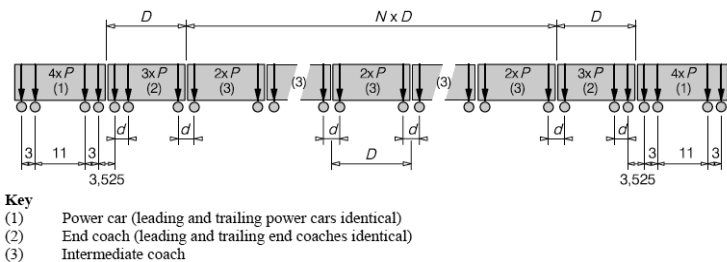 D N x D D
4x P 3x P 2x P 2x P 2x P 3x P 4x P
(1) (2) (3) (3) (3) (3) (3) (2) (1)
d d d d d d
3 11 3 D 3 11 3
3,525 3,525
Key
(1) Power car (leading and trailing power cars identical)
(2) End coach (leading and trailing end coaches identical)
(3) Intermediate coach